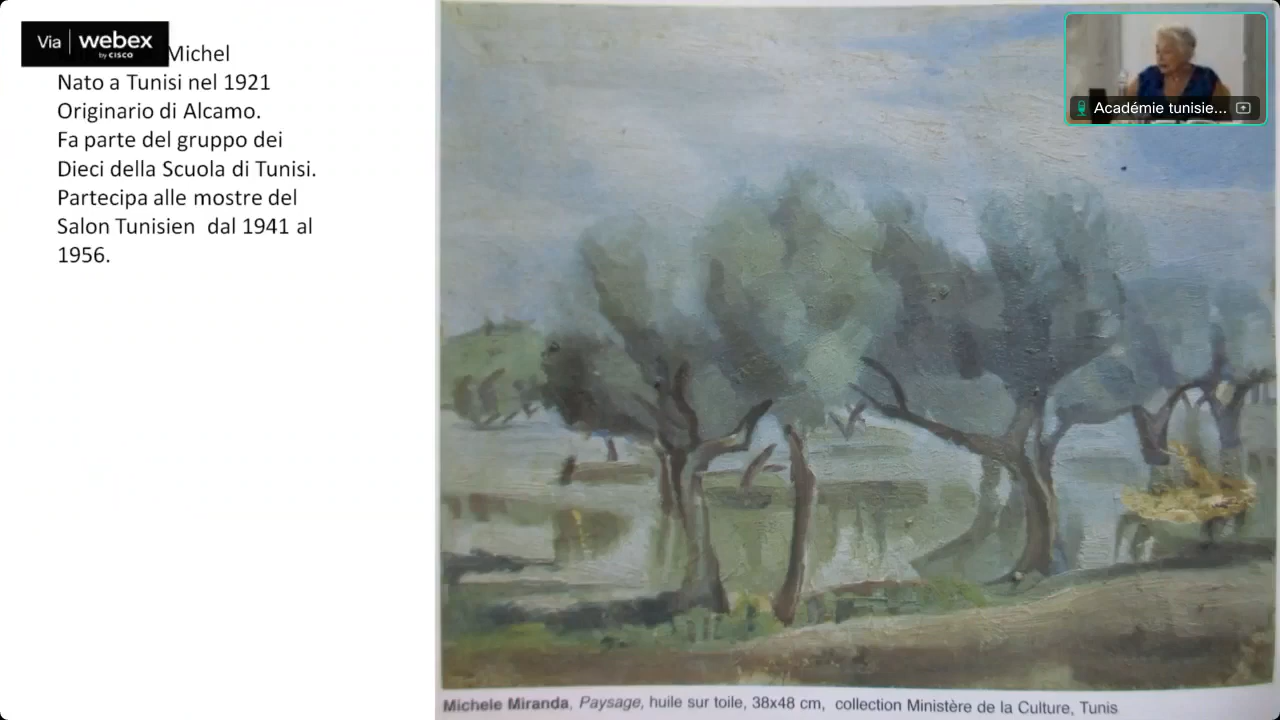 Via webex
by CISCO
Michel
Nato a Tunisi nel 1921
Originario di Alcamo.
Fa parte del gruppo dei
Dieci della Scuola di Tunisi.
Partecipa alle mostre del
Salon Tunisien dal 1941 al
1956.
Académie tunisie...
Michele Miranda, Paysage, huile sur toile, 38x48 cm, collection Ministère de la Culture, Tunis